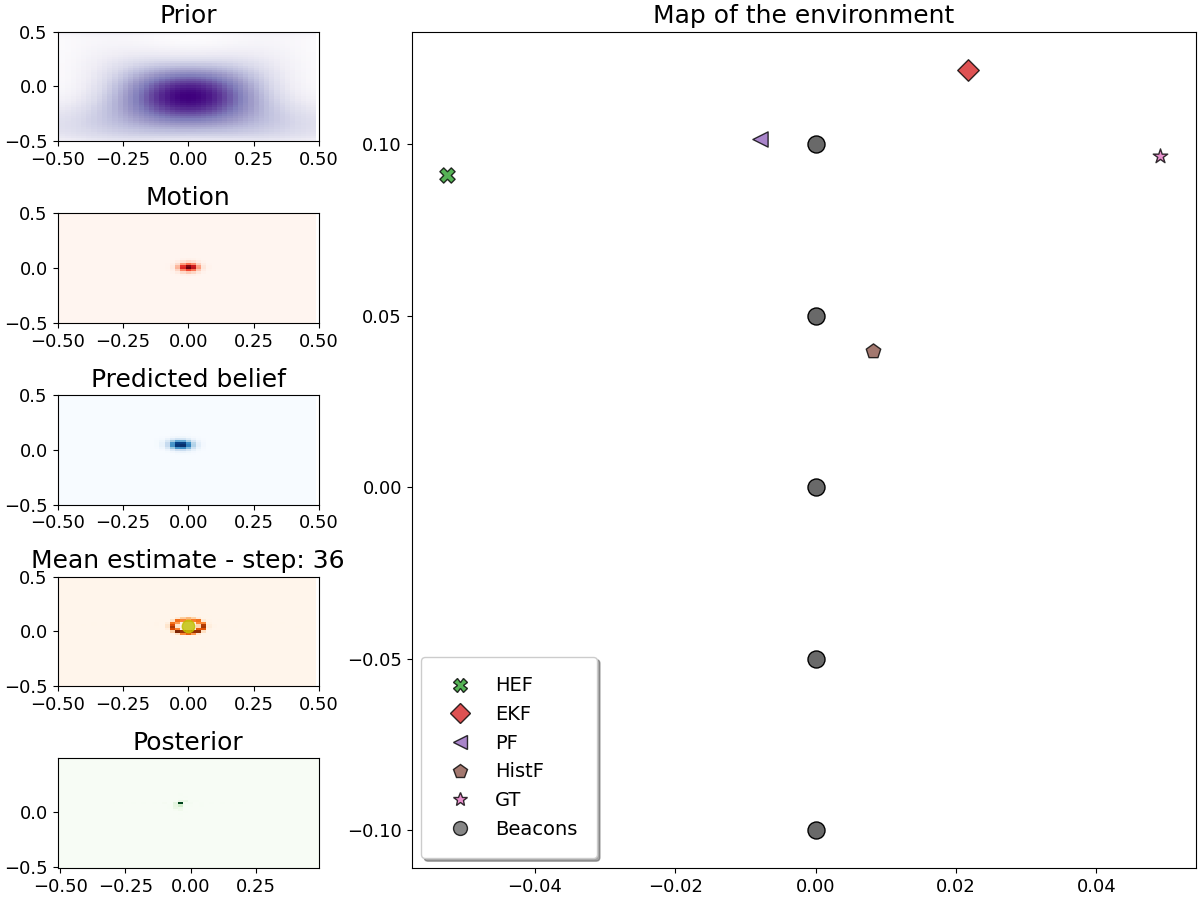 Prior
0.5
0.0
−0.5
−0.50 −0.25 0.00 0.25 0.50
Motion
0.5
0.0
−0.5
−0.50 −0.25 0.00 0.25 0.50
Predicted belief
0.5
0.0
−0.5
−0.50 −0.25 0.00 0.25 0.50
Mean estimate - step: 36
0.5
0.0
−0.5
−0.50 −0.25 0.00 0.25 0.50
Posterior
0.0
−0.5
−0.50 −0.25 0.00 0.25
Map of the environment
0.10
0.05
0.00
−0.05
−0.10
HEF
EKF
PF
HistF
GT
Beacons
−0.04 −0.02 0.00 0.02 0.04